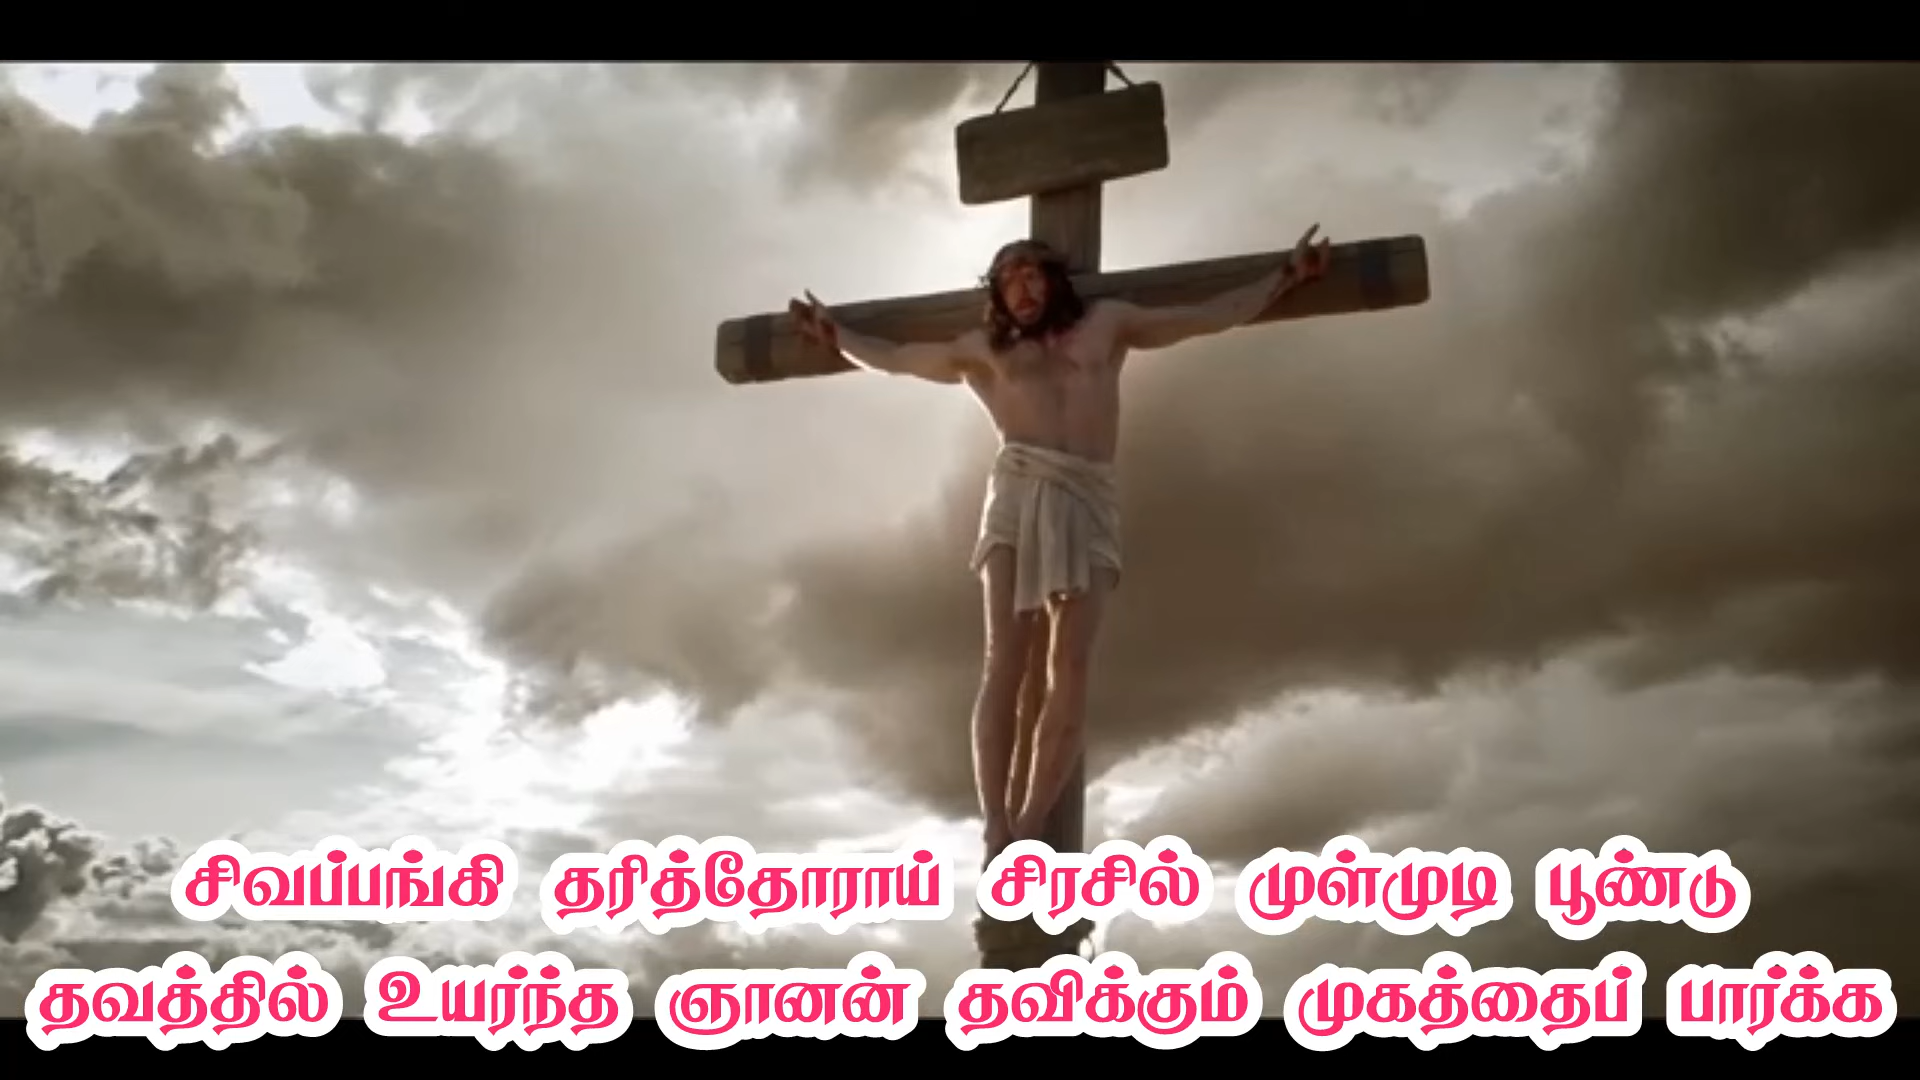 சிவப்பங்கி தரித்தோராய் சிரசில் முள்முடி பூண்டு
தவத்தில் உயர்ந்த ஞானன் தவிக்கும் முகத்தைப் பார்க்க